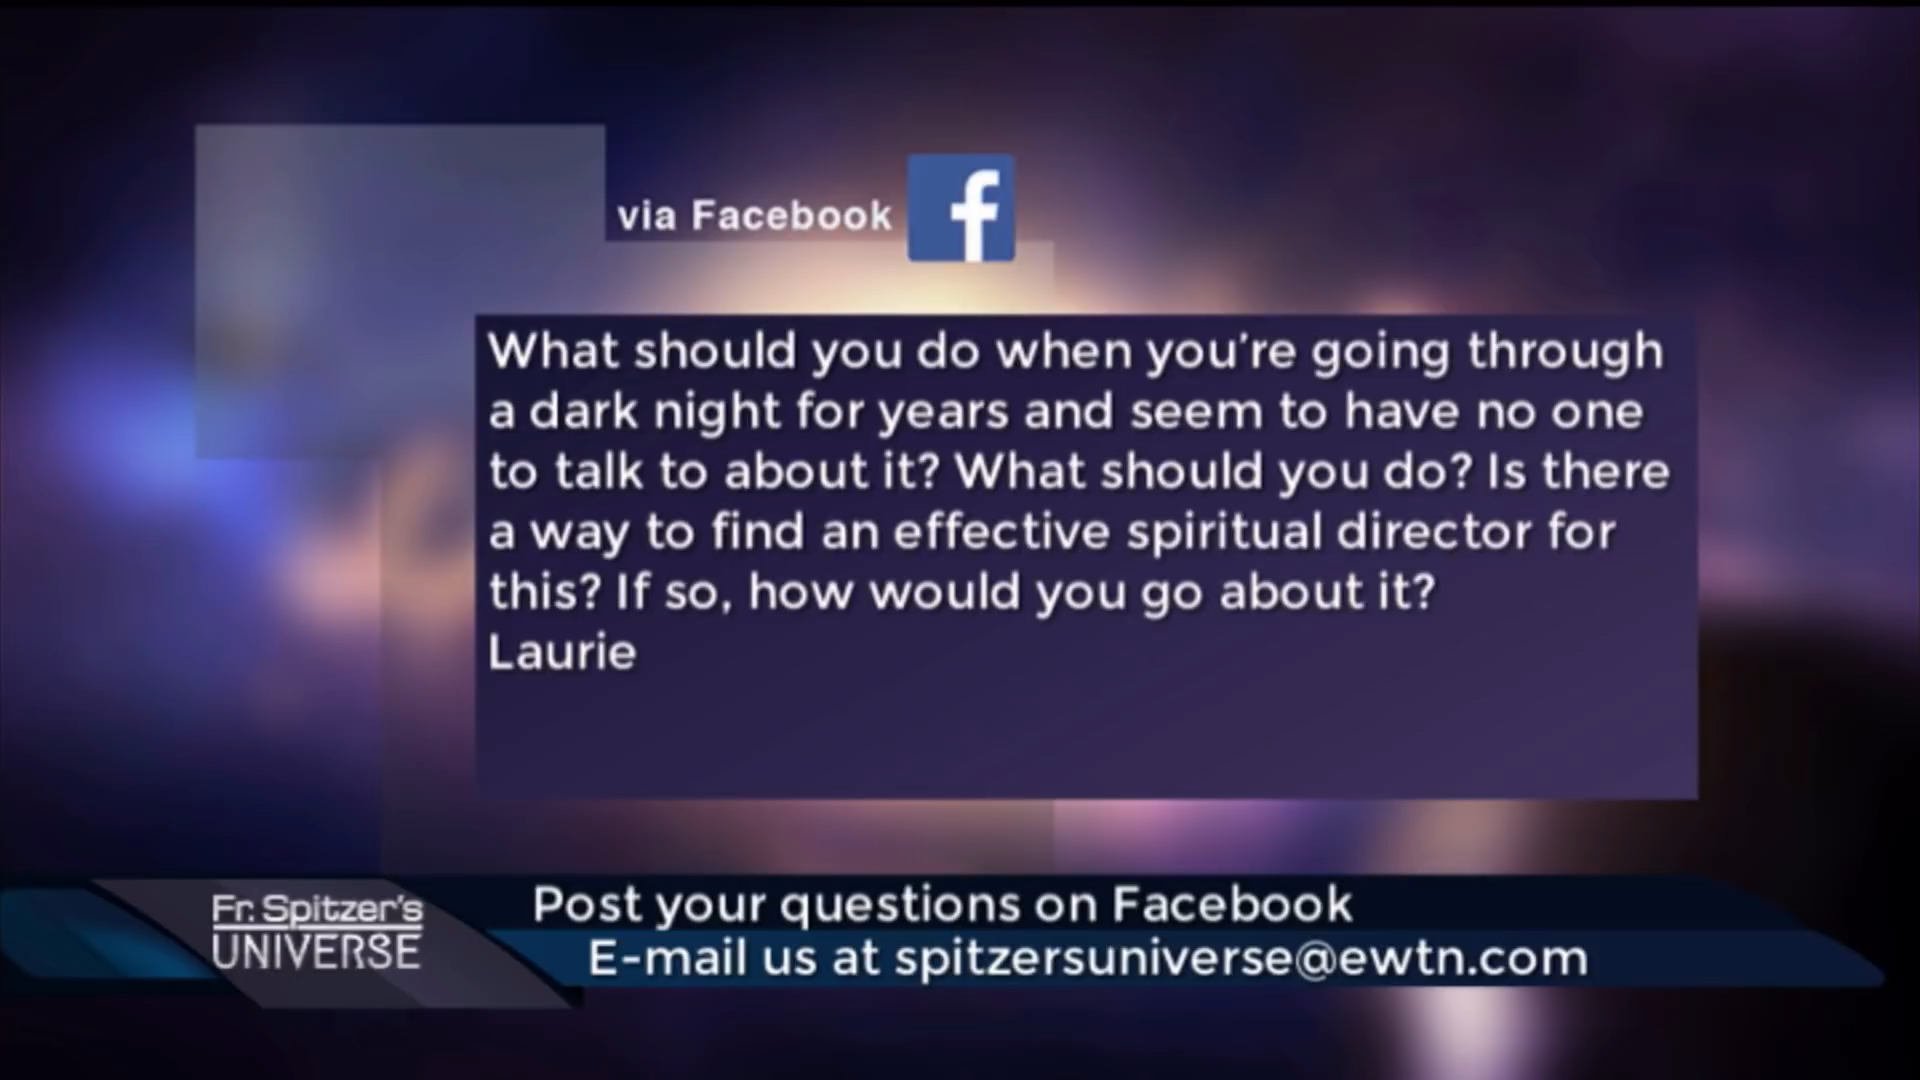 via Facebook
What should you do when you're going through
a dark night for years and seem to have no one
to talk to about it? What should you do? Is there
a way to find an effective spiritual director for
this? If so, how would you go about it?
Laurie
Fr. Spitzer's
UNIVERSE
Post your questions on Facebook
E-mail us at spitzersuniverse@ewtn.com